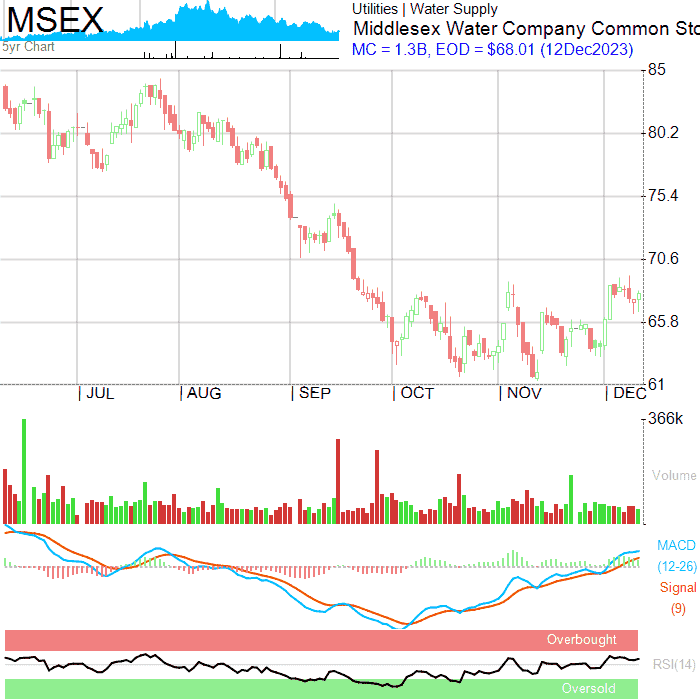 MSEX
5yr Chart
Utilities | Water Supply
Middlesex Water Company Common Sto
MC = 1.3B, EOD = $68.01 (12Dec2023)
85
80.2
75.4
70.6
65.8
61
JUL AUG SEP OCT NOV DEC
366k
Volume
MACD
(12-26)
Signal
(9)
Overbought
RSI(14)
Oversold